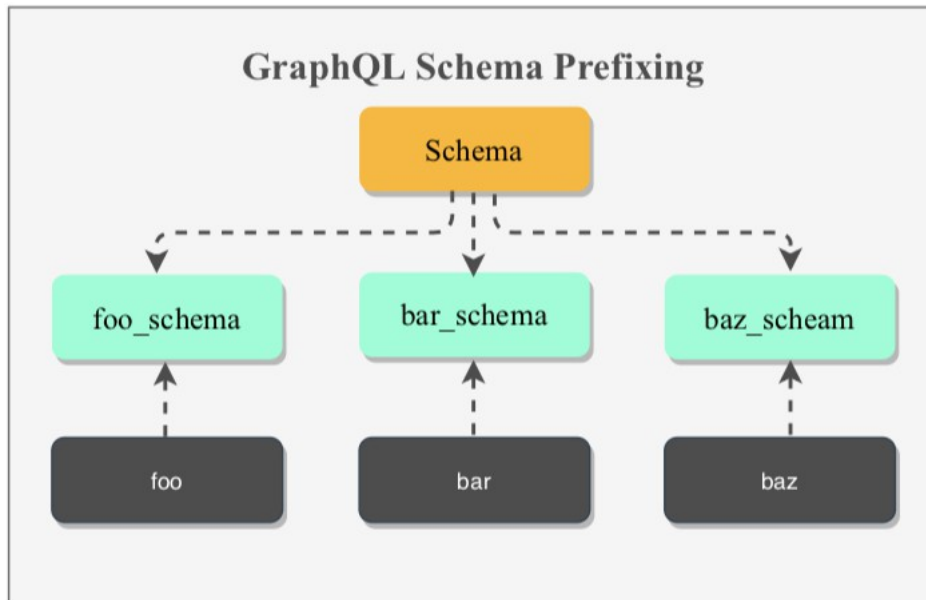 GraphQL Schema Prefixing
Schema
foo_schema
bar_schema
baz_scheam
foo
bar
baz